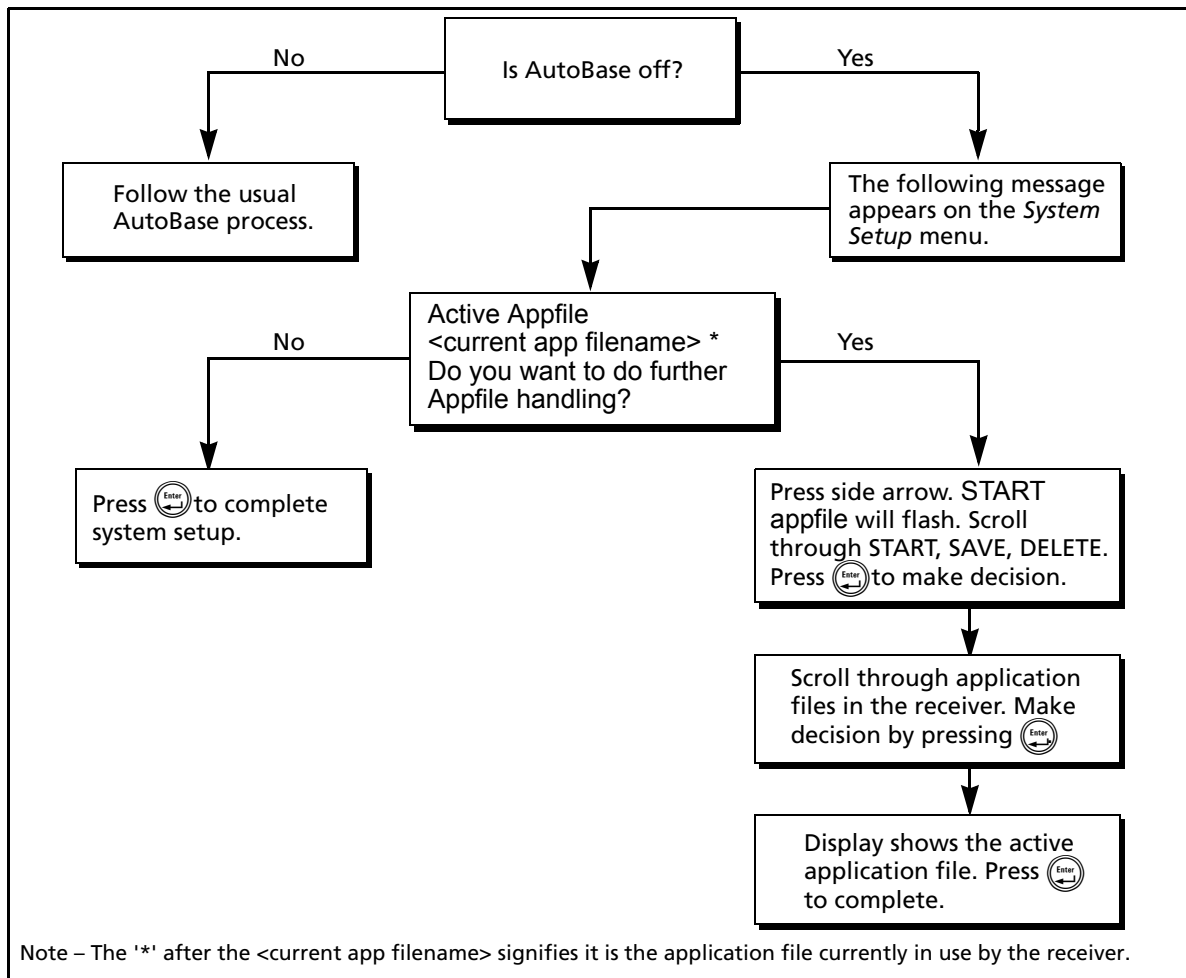 Is AutoBase off?
No
Yes
Follow the usual
AutoBase process.
The following message
appears on the System
Setup menu.
Active Appfile
<current app filename> *
Do you want to do further
Appfile handling?
No
Yes
Press Enter to complete
system setup.
Press side arrow. START
appfile will flash. Scroll
through START, SAVE, DELETE.
Press Enter to make decision.
Scroll through application
files in the receiver. Make
decision by pressing Enter
Display shows the active
application file. Press Enter
to complete.
Note – The '*' after the <current app filename> signifies it is the application file currently in use by the receiver.